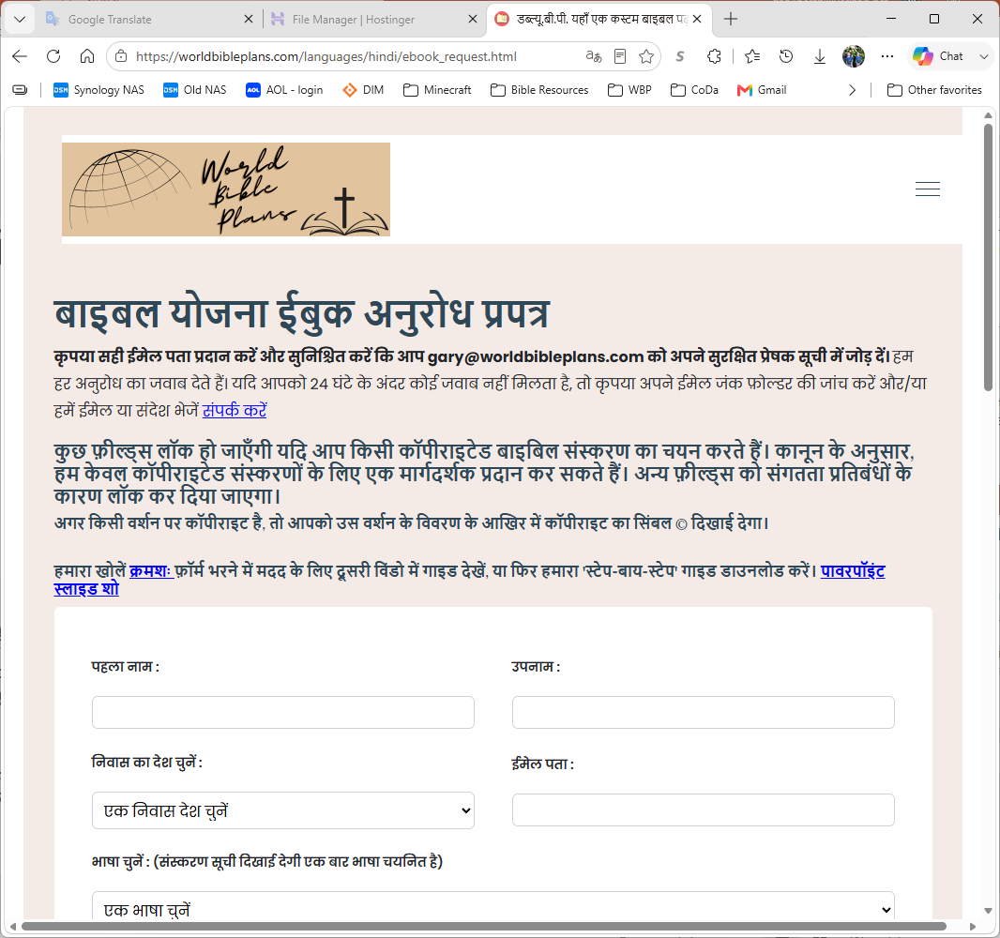 Google Translate
File Manager | Hostinger
डब्ल्यू.बी.पी. यहाँ एक कस्टम बाइबल
https://worldbibleplans.com/languages/hindi/ebook_request.html
Chat
Synology NAS
Old NAS
AOL - login
DIM
Minecraft
Bible Resources
WBP
CoDa
Gmail
Other favorites
World
Bible
Plans
बाइबल योजना ईबुक अनुरोध प्रपत्र
कृपया सही ईमेल पता प्रदान करें और सुनिश्चित करें कि आप gary@worldbibleplans.com को अपने सुरक्षित प्रेषक सूची में जोड़ दें। हम
हर अनुरोध का जवाब देते हैं। यदि आपको 24 घंटे के अंदर कोई जवाब नहीं मिलता है, तो कृपया अपने ईमेल जंक फ़ोल्डर की जांच करें और/या
हमें ईमेल या संदेश भेजें संपर्क करें
कुछ फ़ील्ड्स लॉक हो जाएँगी यदि आप किसी कॉपीराइटेड बाइबिल संस्करण का चयन करते हैं। कानून के अनुसार,
हम केवल कॉपीराइटेड संस्करणों के लिए एक मार्गदर्शक प्रदान कर सकते हैं। अन्य फ़ील्ड्स को संगतता प्रतिबंधों के
कारण लॉक कर दिया जाएगा।
अगर किसी वर्शन पर कॉपीराइट है, तो आपको उस वर्शन के विवरण के आखिर में कॉपीराइट का सिंबल © दिखाई देगा।
हमारा खोलें क्रमशः फ़ॉर्म भरने में मदद के लिए दूसरी विंडो में गाइड देखें, या फिर हमारा 'स्टेप-बाय-स्टेप' गाइड डाउनलोड करें। पावरपॉइंट
स्लाइड शो
पहला नाम :
उपनाम :
निवास का देश चुनें :
ईमेल पता :
एक निवास देश चुनें
भाषा चुनें : (संस्करण सूची दिखाई देगी एक बार भाषा चयनित है)
एक भाषा चुनें